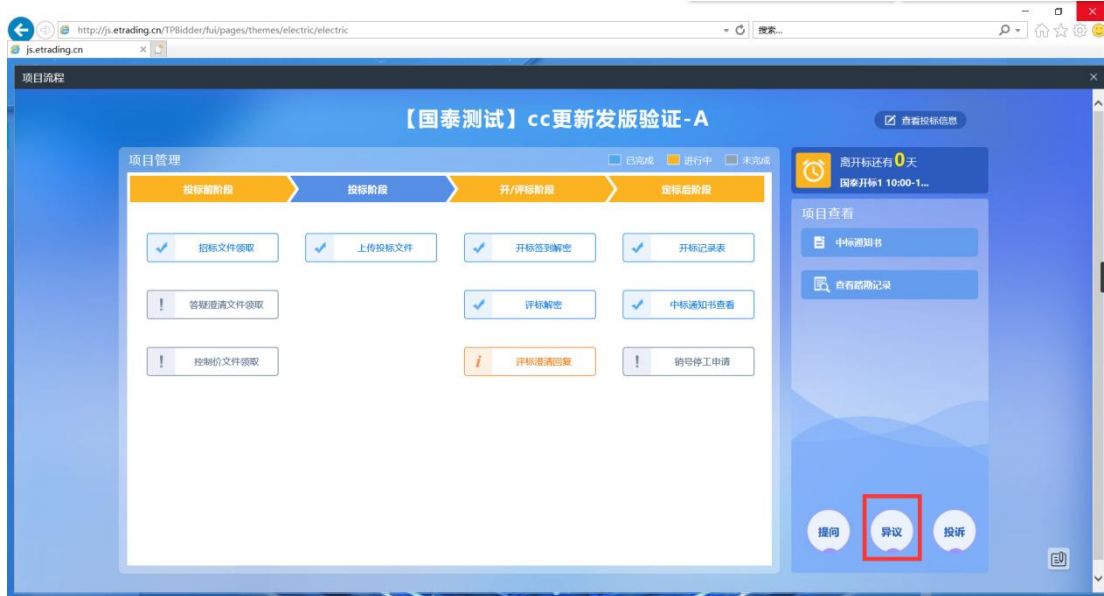 http://js.etrading.cn/TPBidder/fui/pages/themes/electric/electric
搜索...
js.etrading.cn
项目流程
【国泰测试】cc更新发版验证-A
查看投标信息
项目管理
已完成 进行中 未完成
投标前阶段 投标阶段 开/评标阶段 定标后阶段
招标文件领取 上传投标文件 开标签到解密 开标记录表
答疑澄清文件领取 评标解密 中标通知书查看
控制价文件领取 评标澄清回复 销号停工申请
离开标还有0天
国泰开标1 10:00-1...
项目查看
中标通知书
查看踏勘记录
提问 异议 投诉